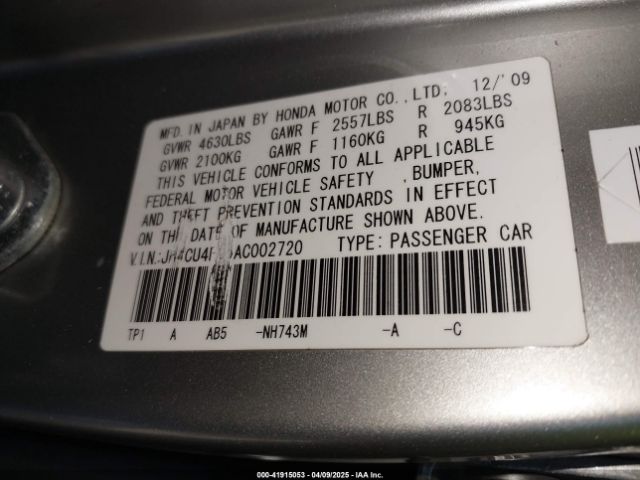 MFD. IN JAPAN BY HONDA MOTOR CO., LTD. 12/'09
GVWR 4630LBS GAWR F 2557LBS R 2083LBS
GVWR 2100KG GAWR F 1160KG R 945KG
THIS VEHICLE CONFORMS TO ALL APPLICABLE
FEDERAL MOTOR VEHICLE SAFETY , BUMPER,
AND THEFT PREVENTION STANDARDS IN EFFECT
ON THE DATE OF MANUFACTURE SHOWN ABOVE.
V.I.N.: TYPE: PASSENGER CAR
TP1 A AB5 -NH743M -A -C
000-41915053 - 04/09/2025 - IAA Inc.